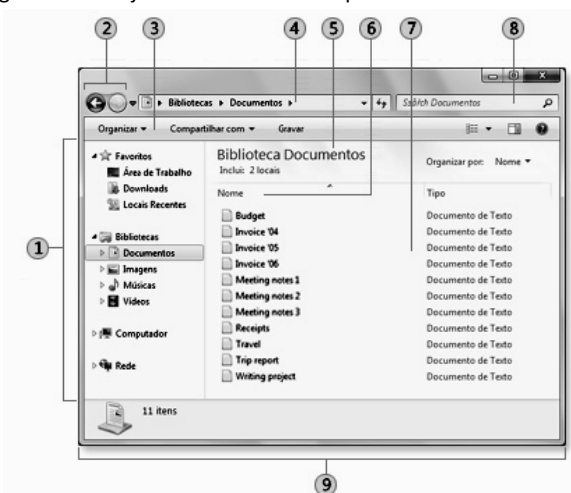 2 3 4 5 6 7 8
Bibliotecas Documentos Search Documentos
Organizar Compartilhar com Gravar
Favoritos
Área de Trabalho
Downloads
Locais Recentes
Bibliotecas
Documentos
Imagens
Músicas
Vídeos
Computador
Rede
1
Biblioteca Documentos
Inclui: 2 locais
Organizar por: Nome
Nome Tipo
Budget Documento de Texto
Invoice '04 Documento de Texto
Invoice '05 Documento de Texto
Invoice '06 Documento de Texto
Meeting notes 1 Documento de Texto
Meeting notes 2 Documento de Texto
Meeting notes 3 Documento de Texto
Receipts Documento de Texto
Travel Documento de Texto
Trip report Documento de Texto
Writing project Documento de Texto
11 itens
9